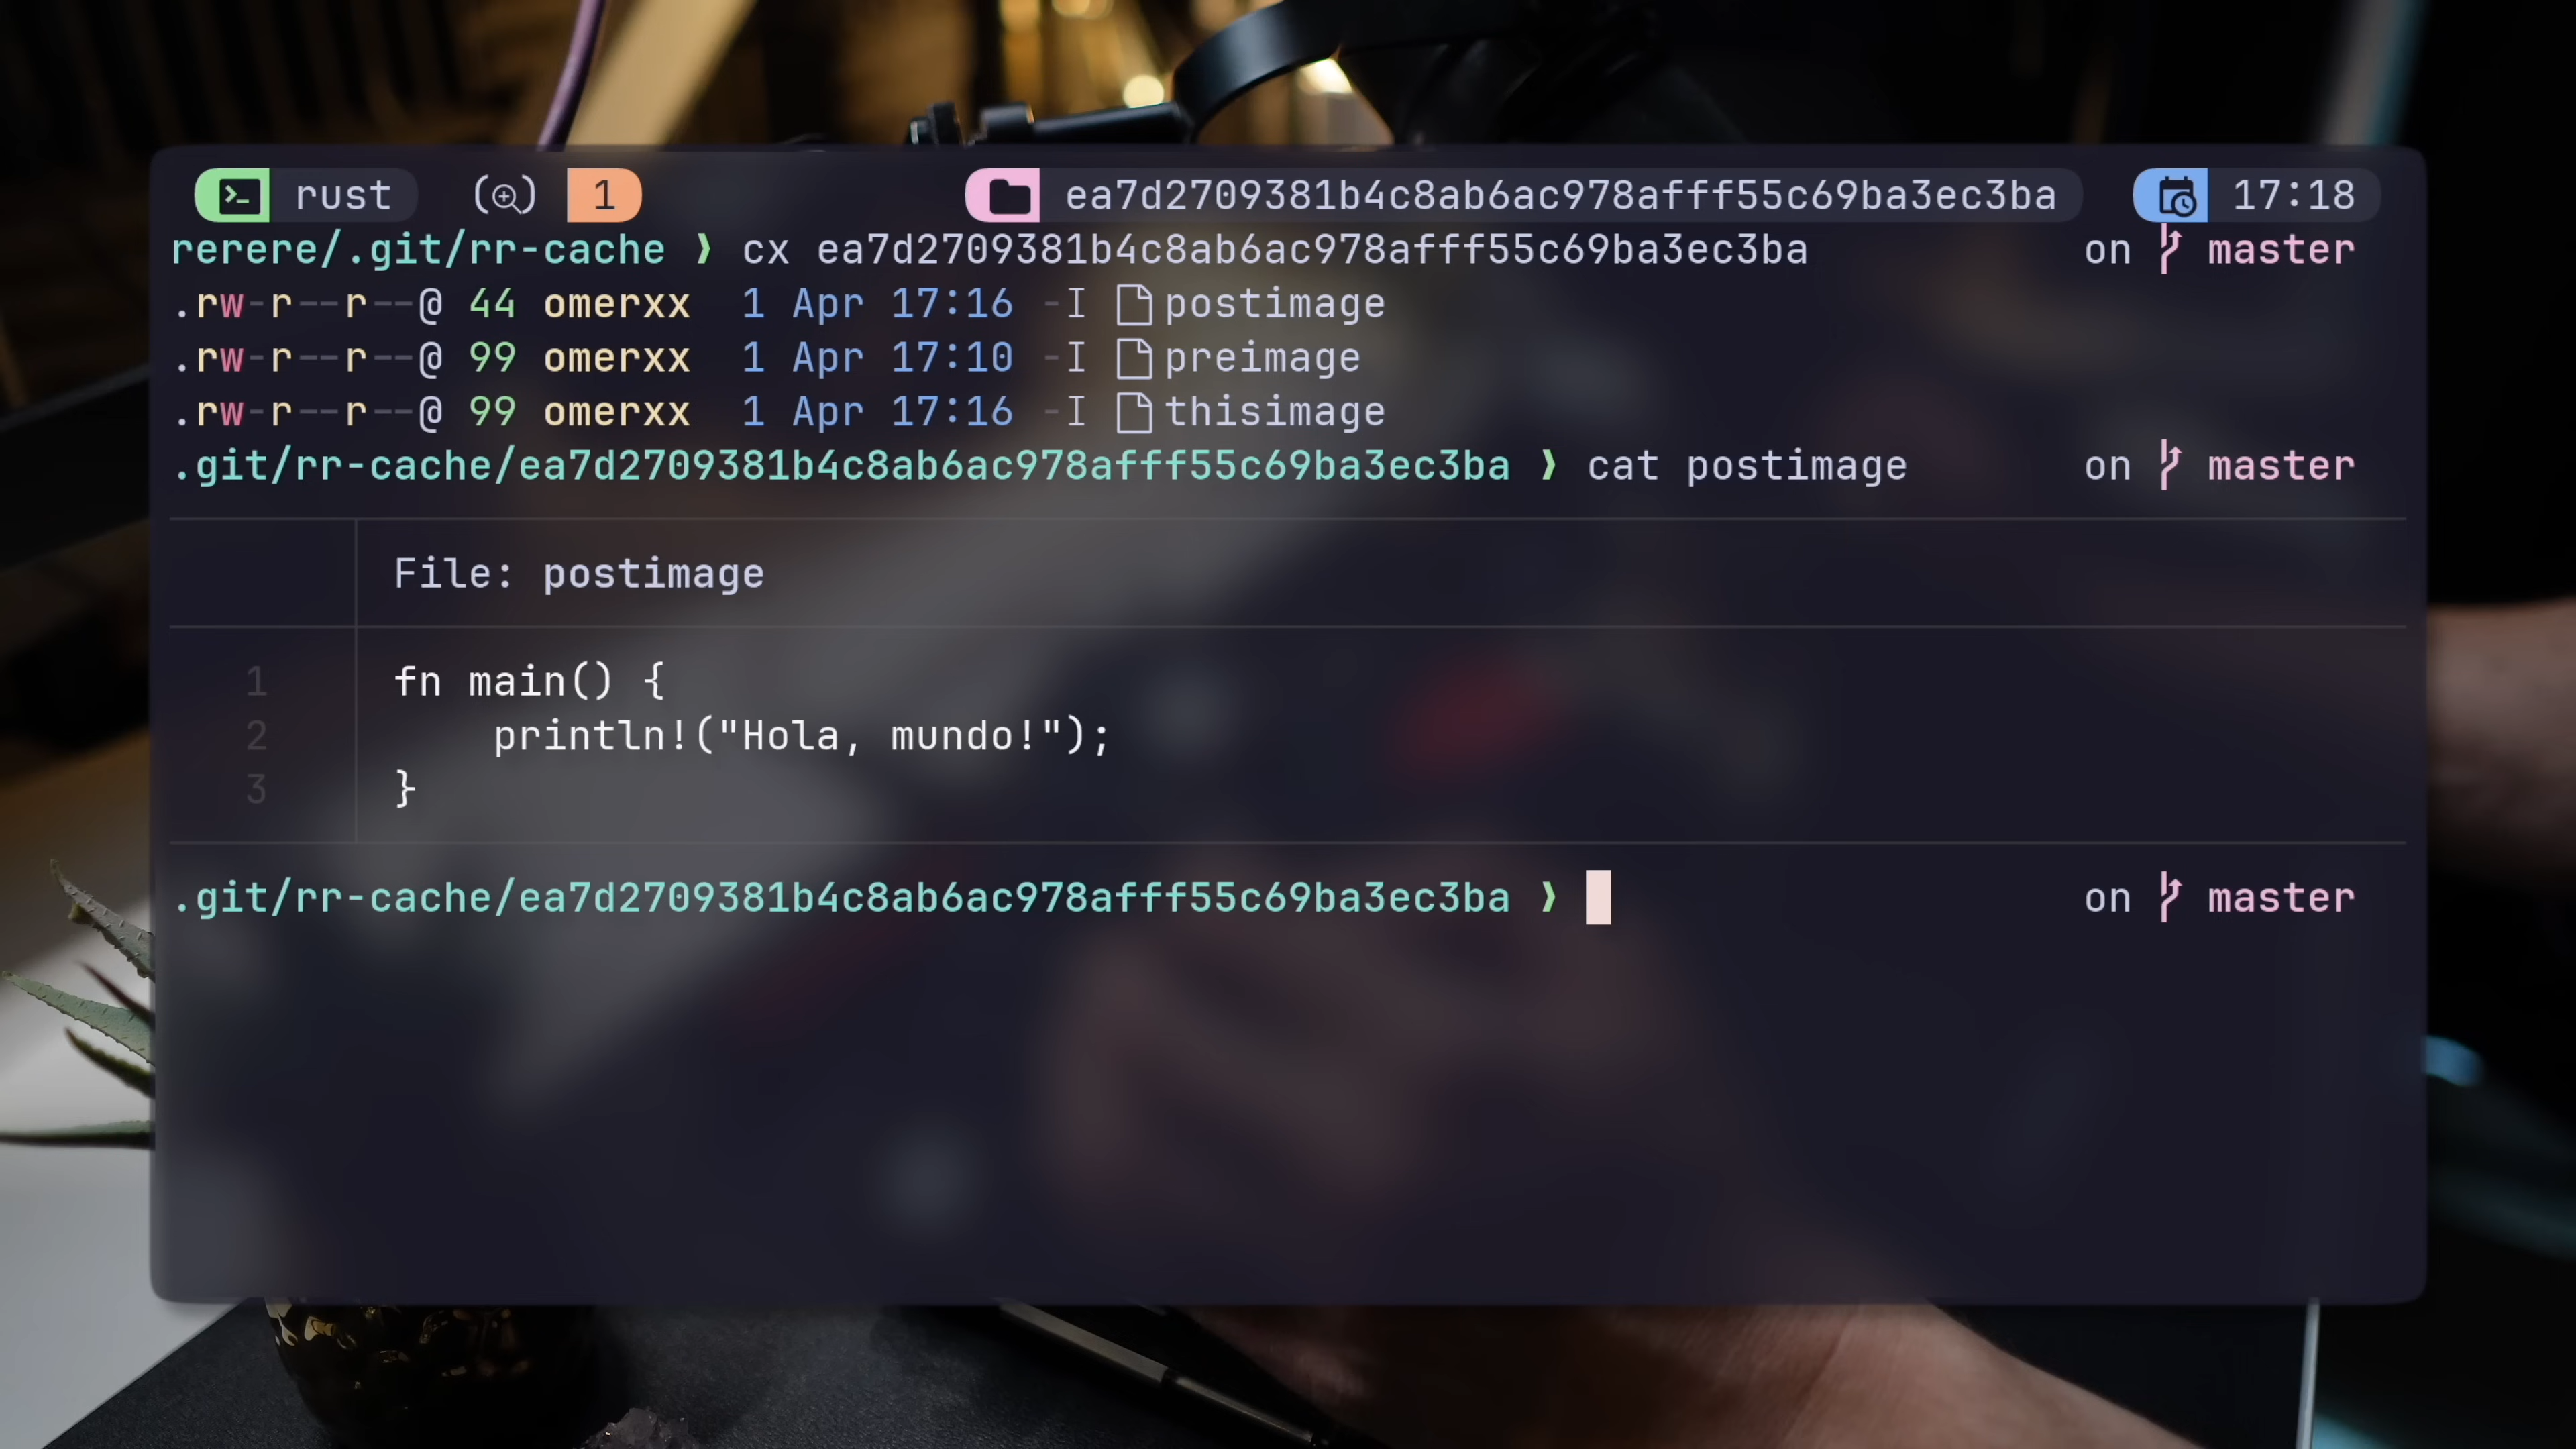 rust 1 ea7d2709381b4c8ab6ac978afff55c69ba3ec3ba 17:18
rerere/.git/rr-cache ❯ cx ea7d2709381b4c8ab6ac978afff55c69ba3ec3ba on master
.rw-r--r--@ 44 omerxx 1 Apr 17:16 -I postimage
.rw-r--r--@ 99 omerxx 1 Apr 17:10 -I preimage
.rw-r--r--@ 99 omerxx 1 Apr 17:16 -I thisimage
.git/rr-cache/ea7d2709381b4c8ab6ac978afff55c69ba3ec3ba ❯ cat postimage on master
File: postimage
1 fn main() {
2 println!("Hola, mundo!");
3 }
.git/rr-cache/ea7d2709381b4c8ab6ac978afff55c69ba3ec3ba ❯ on master